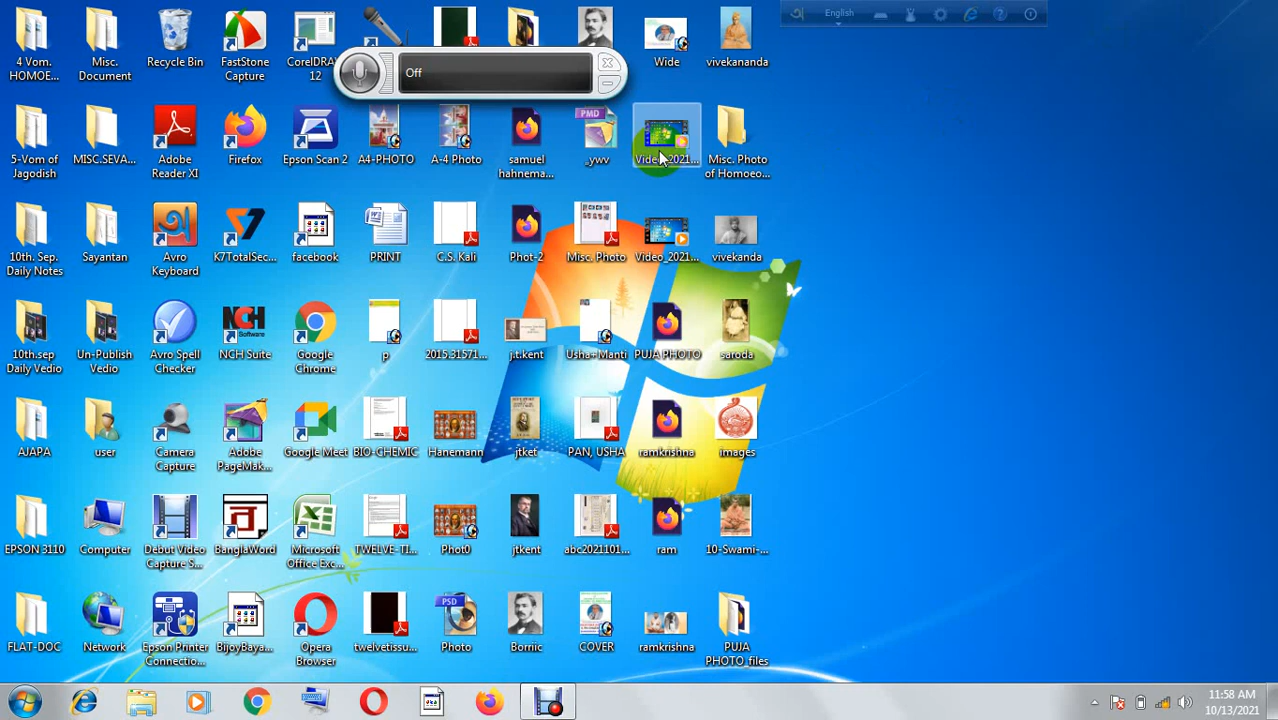 অ English
Off
4 Vom. HOMOE...
Misc. Document
Recycle Bin
FastStone Capture
CorelDRA 12
Wide
vivekananda
5-Vom of Jagodish
MISC.SEVA...
Adobe Reader XI
Firefox
Epson Scan 2
A4-PHOTO
A-4 Photo
samuel hahnema...
PMD
_ywv
Video_2021...
Misc. Photo of Homoeo...
10th. Sep. Daily Notes
Sayantan
অ
Avro Keyboard
K7TotalSec...
facebook
PRINT
C.S. Kali
Phot-2
Misc. Photo
Video_2021...
vivekanda
10th.sep Daily Vedio
Un-Publish Vedio
Avro Spell Checker
NCH Software
NCH Suite
Google Chrome
p
2015.31571...
j.t.kent
Usha+Manti
PUJA PHOTO
saroda
AJAPA
user
Camera Capture
Adobe PageMak...
Google Meet
BIO-CHEMIC
Hanemann
jtket
PAN, USHA
ramkrishna
images
EPSON 3110
Computer
Debut Video Capture S...
BanglaWord
Microsoft Office Exc...
TWELVE-TI...
Phot0
jtkent
abc2021101...
ram
10-Swami-...
FLAT-DOC
Network
Epson Printer Connectio...
BijoyBaya...
Opera Browser
twelvetissu...
PSD
Photo
Borric
COVER
ramkrishna
PUJA PHOTO_files
11:58 AM
10/13/2021